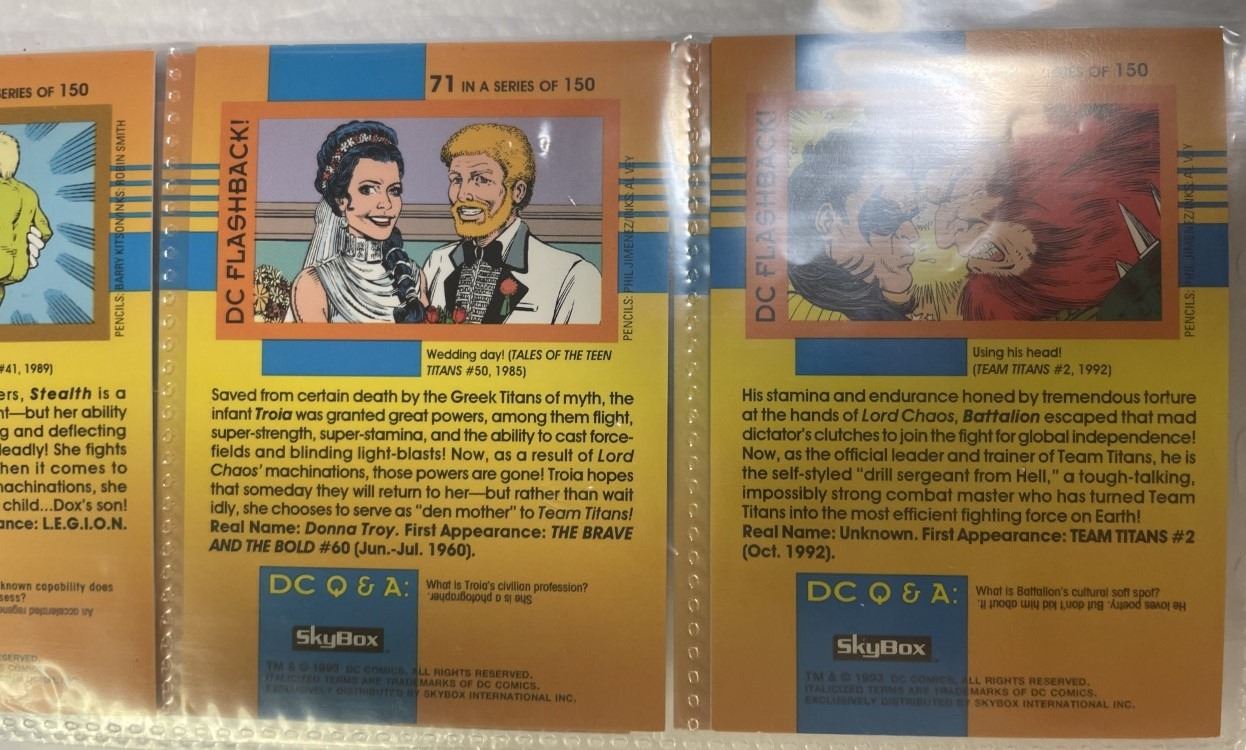 ERIES OF 150
PENCILS: BARRY KITSON/INKS: ROBIN SMITH
#41, 1989)
ers, Stealth is a
nt—but her ability
g and deflecting
leadly! She fights
hen it comes to
nachinations, she
child...Dox's son!
ance: L.E.G.I.O.N.
known capability does
sess?
An accelerated
71 IN A SERIES OF 150
DC FLASHBACK!
PENCILS: PHIL JIMENEZ/INKS: AL VEY
Wedding day! (TALES OF THE TEEN
TITANS #50, 1985)
Saved from certain death by the Greek Titans of myth, the
infant Troia was granted great powers, among them flight,
super-strength, super-stamina, and the ability to cast force-
fields and blinding light-blasts! Now, as a result of Lord
Chaos' machinations, those powers are gone! Troia hopes
that someday they will return to her—but rather than wait
idly, she chooses to serve as "den mother" to Team Titans!
Real Name: Donna Troy. First Appearance: THE BRAVE
AND THE BOLD #60 (Jun.-Jul. 1960).
DC Q & A:
What is Troia's civilian profession?
She is a photographer.
SkyBox
TM & © 1993 DC COMICS. ALL RIGHTS RESERVED.
ITALICIZED TERMS ARE TRADEMARKS OF DC COMICS.
EXCLUSIVELY DISTRIBUTED BY SKYBOX INTERNATIONAL INC.
OF 150
DC FLASHBACK!
PENCILS: PHIL JIMENEZ/INKS: AL VEY
Using his head!
(TEAM TITANS #2, 1992)
His stamina and endurance honed by tremendous torture
at the hands of Lord Chaos, Battalion escaped that mad
dictator's clutches to join the fight for global independence!
Now, as the official leader and trainer of Team Titans, he is
the self-styled "drill sergeant from Hell," a tough-talking,
impossibly strong combat master who has turned Team
Titans into the most efficient fighting force on Earth!
Real Name: Unknown. First Appearance: TEAM TITANS #2
(Oct. 1992).
DC Q & A:
What is Battalion's cultural soft spot?
He loves poetry. But don't kid him about it.
SkyBox
TM & © 1993 DC COMICS. ALL RIGHTS RESERVED.
ITALICIZED TERMS ARE TRADEMARKS OF DC COMICS.
EXCLUSIVELY DISTRIBUTED BY SKYBOX INTERNATIONAL INC.